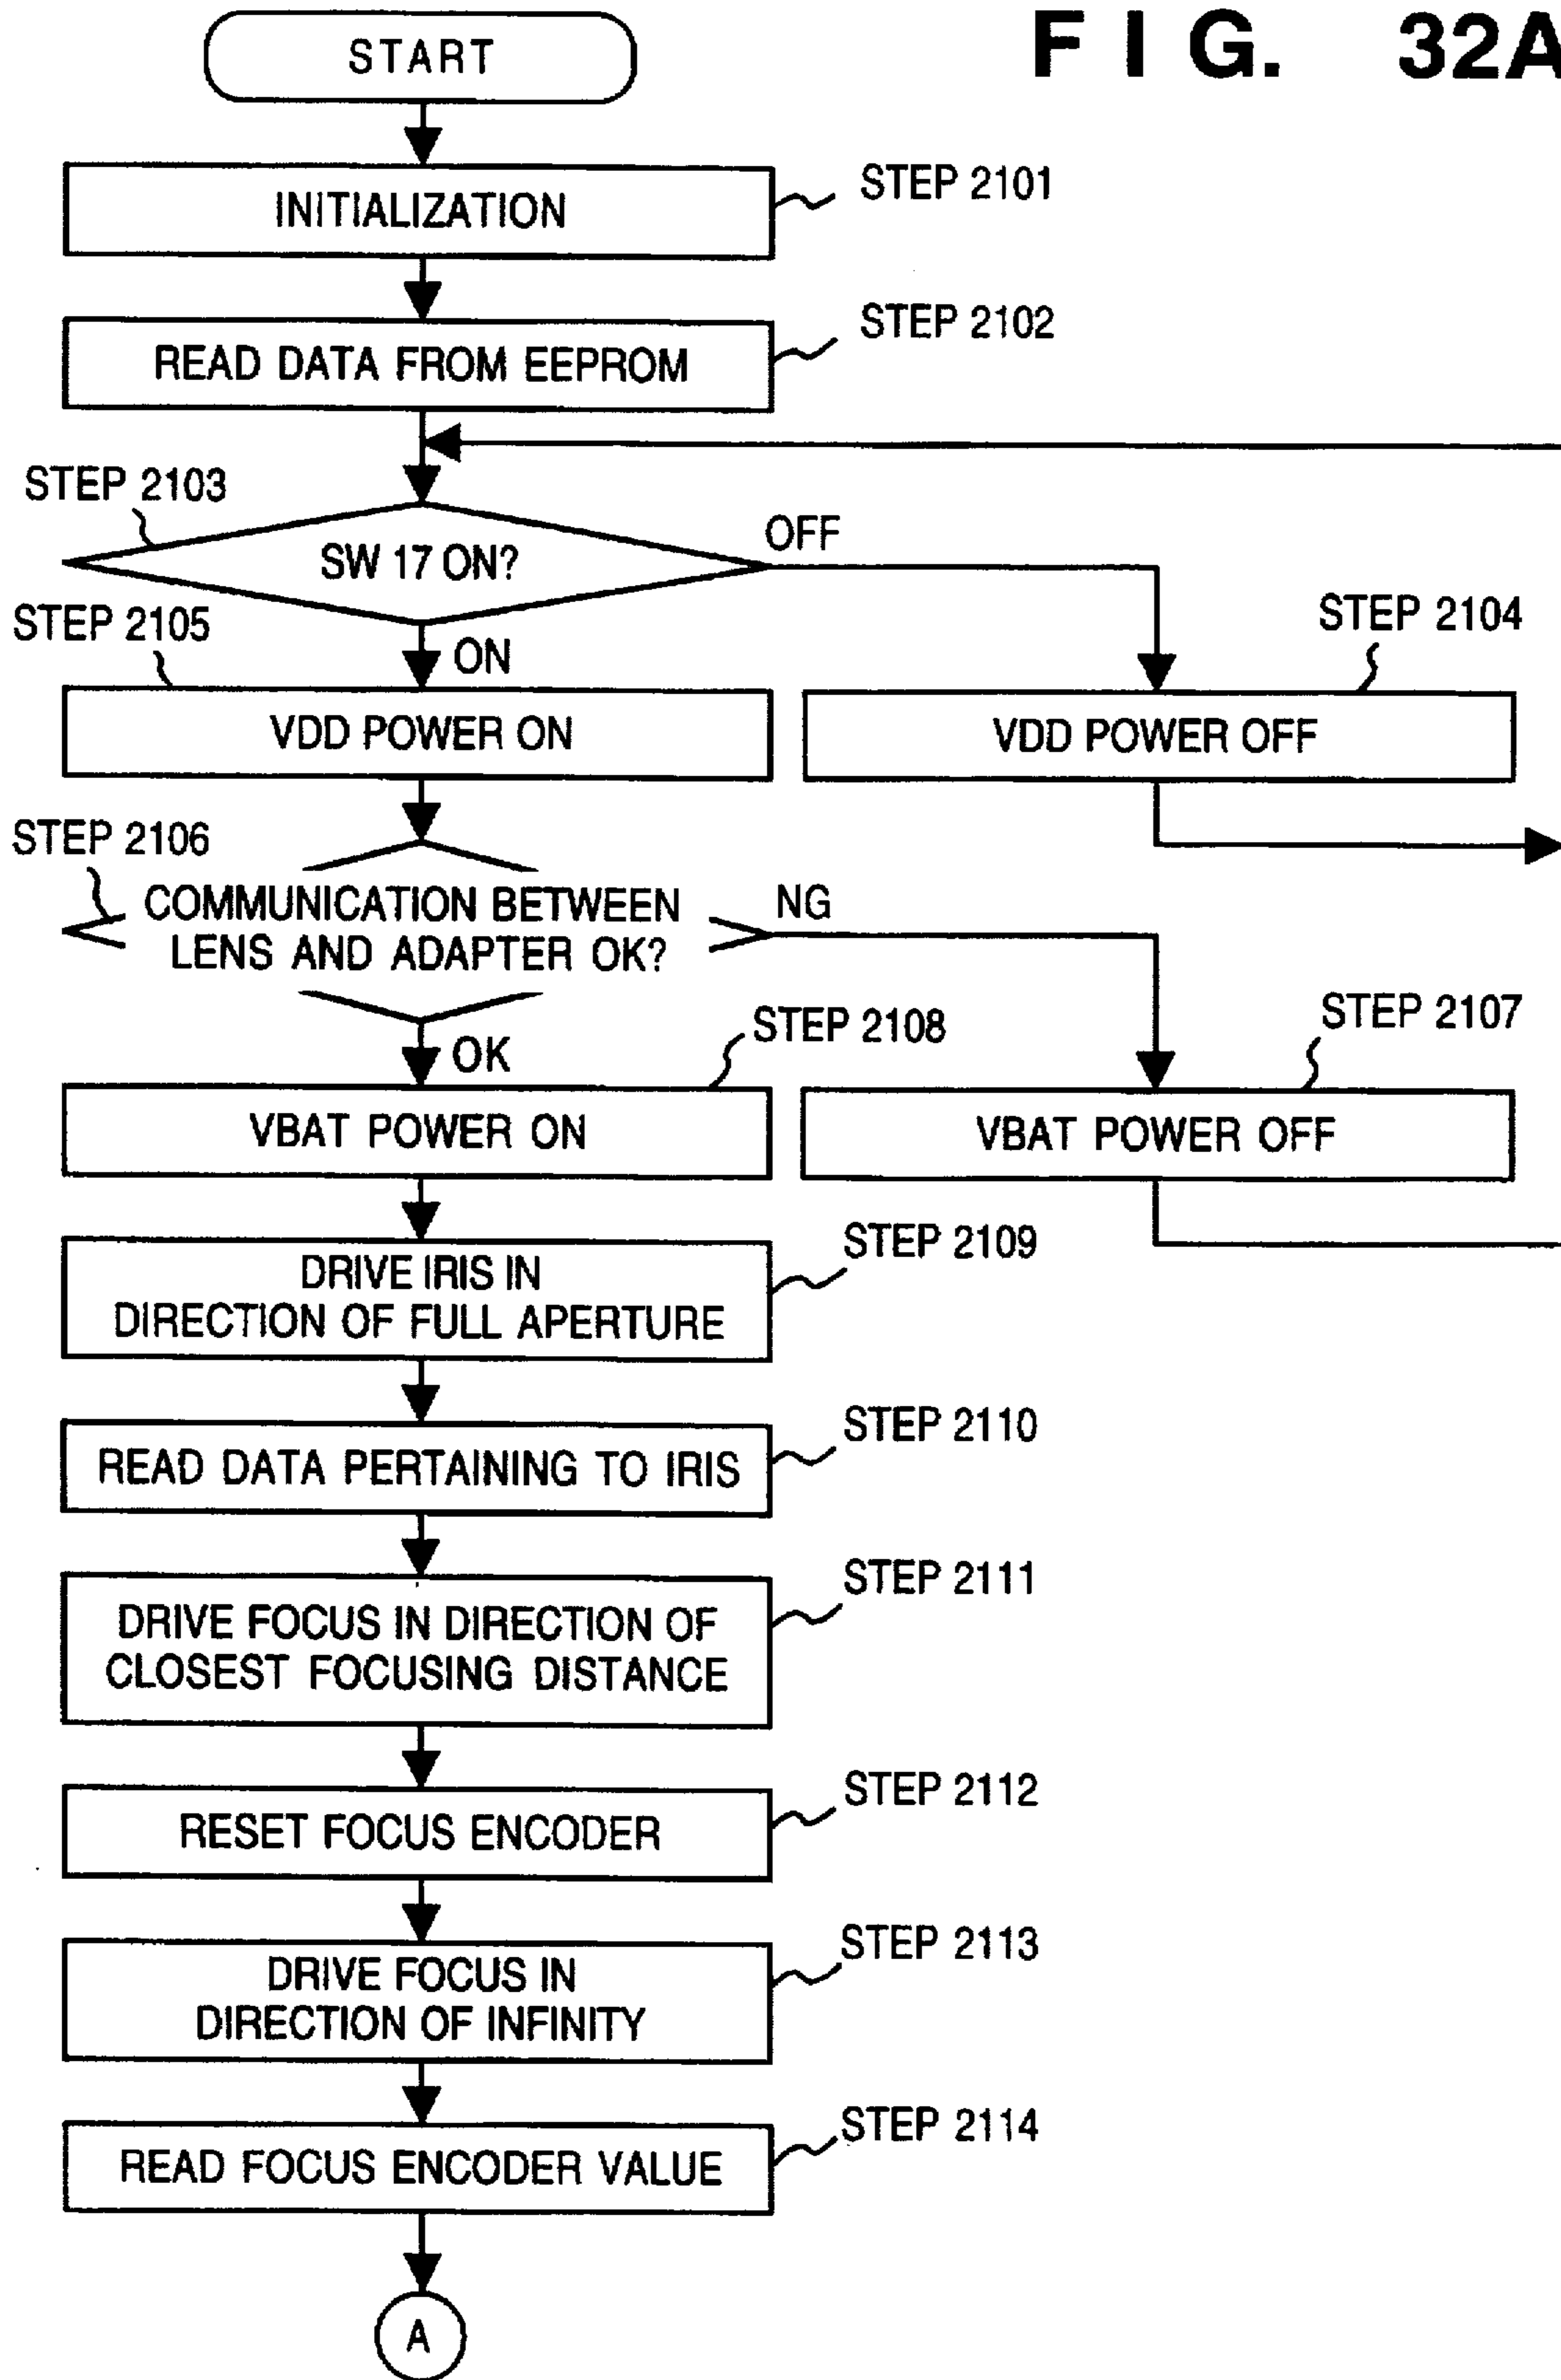 FIG. 32A
START
INITIALIZATION
STEP 2101
READ DATA FROM EEPROM
STEP 2102
STEP 2103
SW 17 ON?
OFF
STEP 2105
ON
STEP 2104
VDD POWER ON
VDD POWER OFF
STEP 2106
COMMUNICATION BETWEEN
LENS AND ADAPTER OK?
NG
OK
STEP 2108
STEP 2107
VBAT POWER ON
VBAT POWER OFF
DRIVE IRIS IN
DIRECTION OF FULL APERTURE
STEP 2109
READ DATA PERTAINING TO IRIS
STEP 2110
DRIVE FOCUS IN DIRECTION OF
CLOSEST FOCUSING DISTANCE
STEP 2111
RESET FOCUS ENCODER
STEP 2112
DRIVE FOCUS IN
DIRECTION OF INFINITY
STEP 2113
READ FOCUS ENCODER VALUE
STEP 2114
A